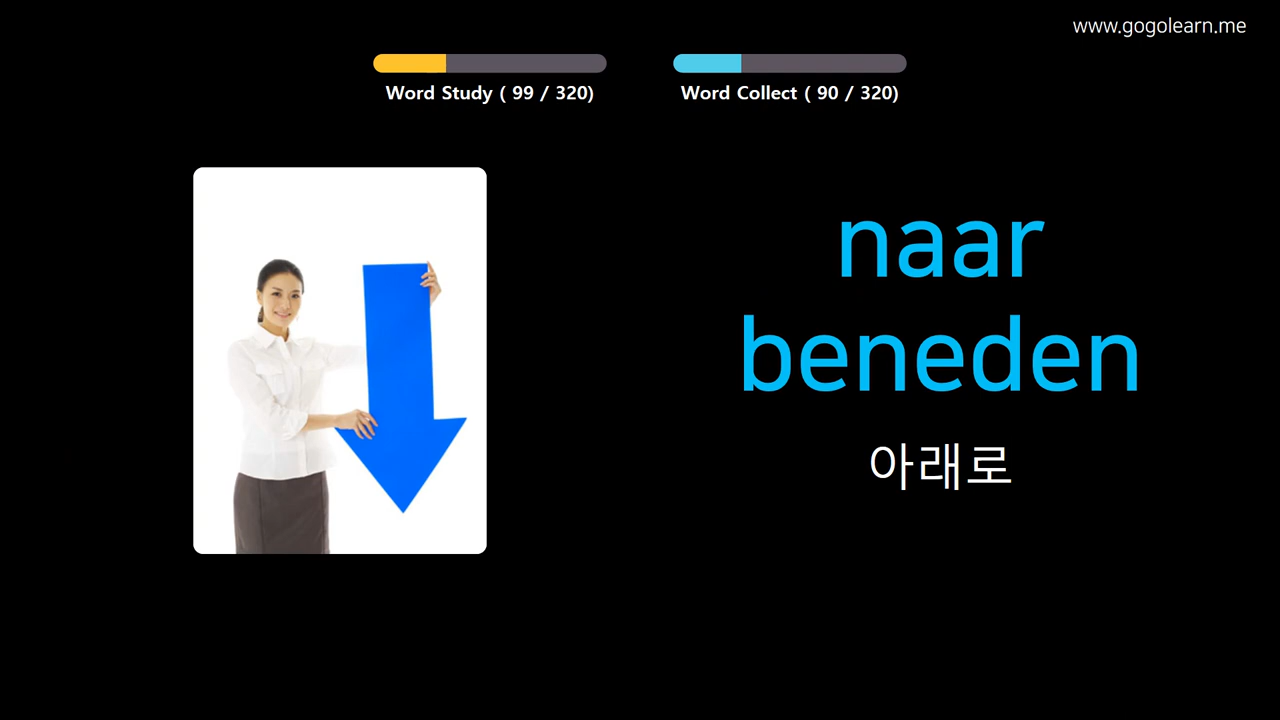 www.gogolearn.me
Word Study ( 99 / 320)
Word Collect ( 90 / 320)
naar
beneden
아래로